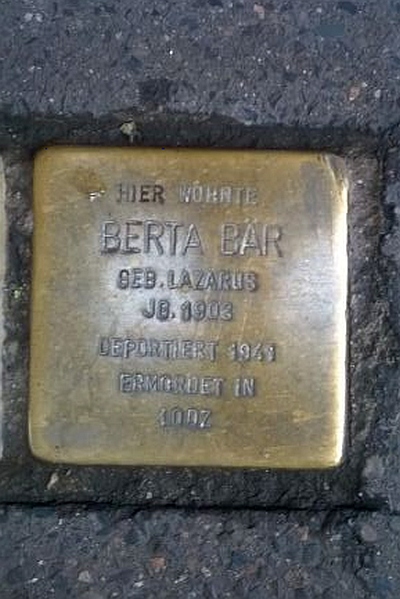 HIER WOHNTE
BERTA BÄR
GEB. LAZARUS
JG. 1903
DEPORTIERT 1941
ERMORDET IN
LODZ